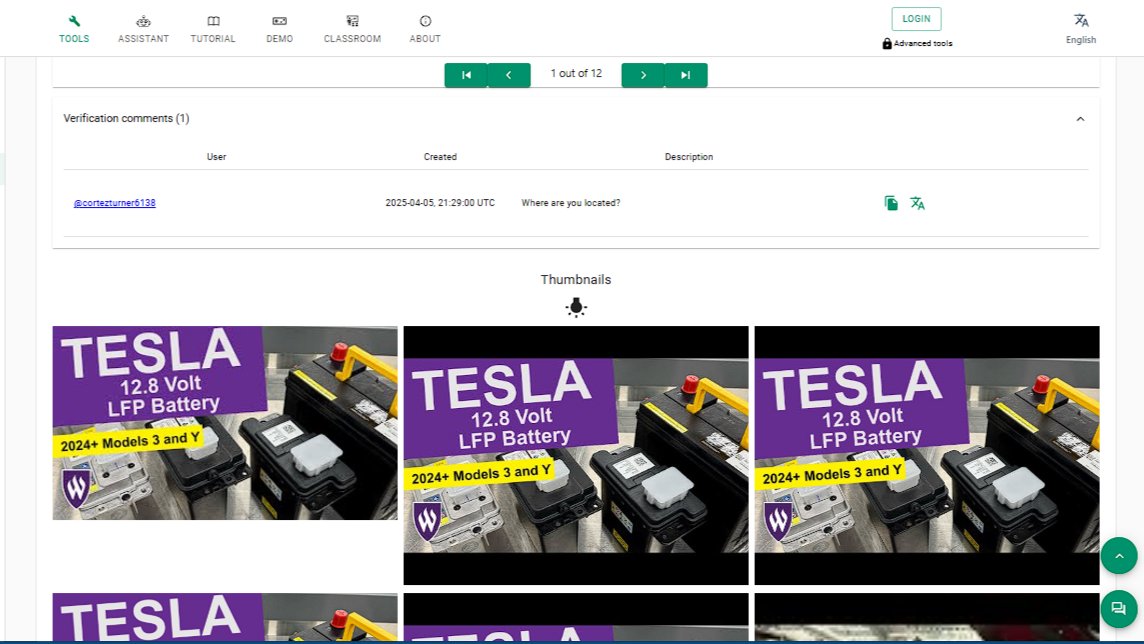 TOOLS
ASSISTANT
TUTORIAL
DEMO
CLASSROOM
ABOUT
LOGIN
Advanced tools
English
1 out of 12
Verification comments (1)
User Created Description
@cortezturner6138 2025-04-05, 21:29:00 UTC Where are you located?
Thumbnails
TESLA
12.8 Volt
LFP Battery
2024+ Models 3 and Y
W
TESLA
12.8 Volt
LFP Battery
2024+ Models 3 and Y
W
TESLA
12.8 Volt
LFP Battery
2024+ Models 3 and Y
W
TESLA
TESLA